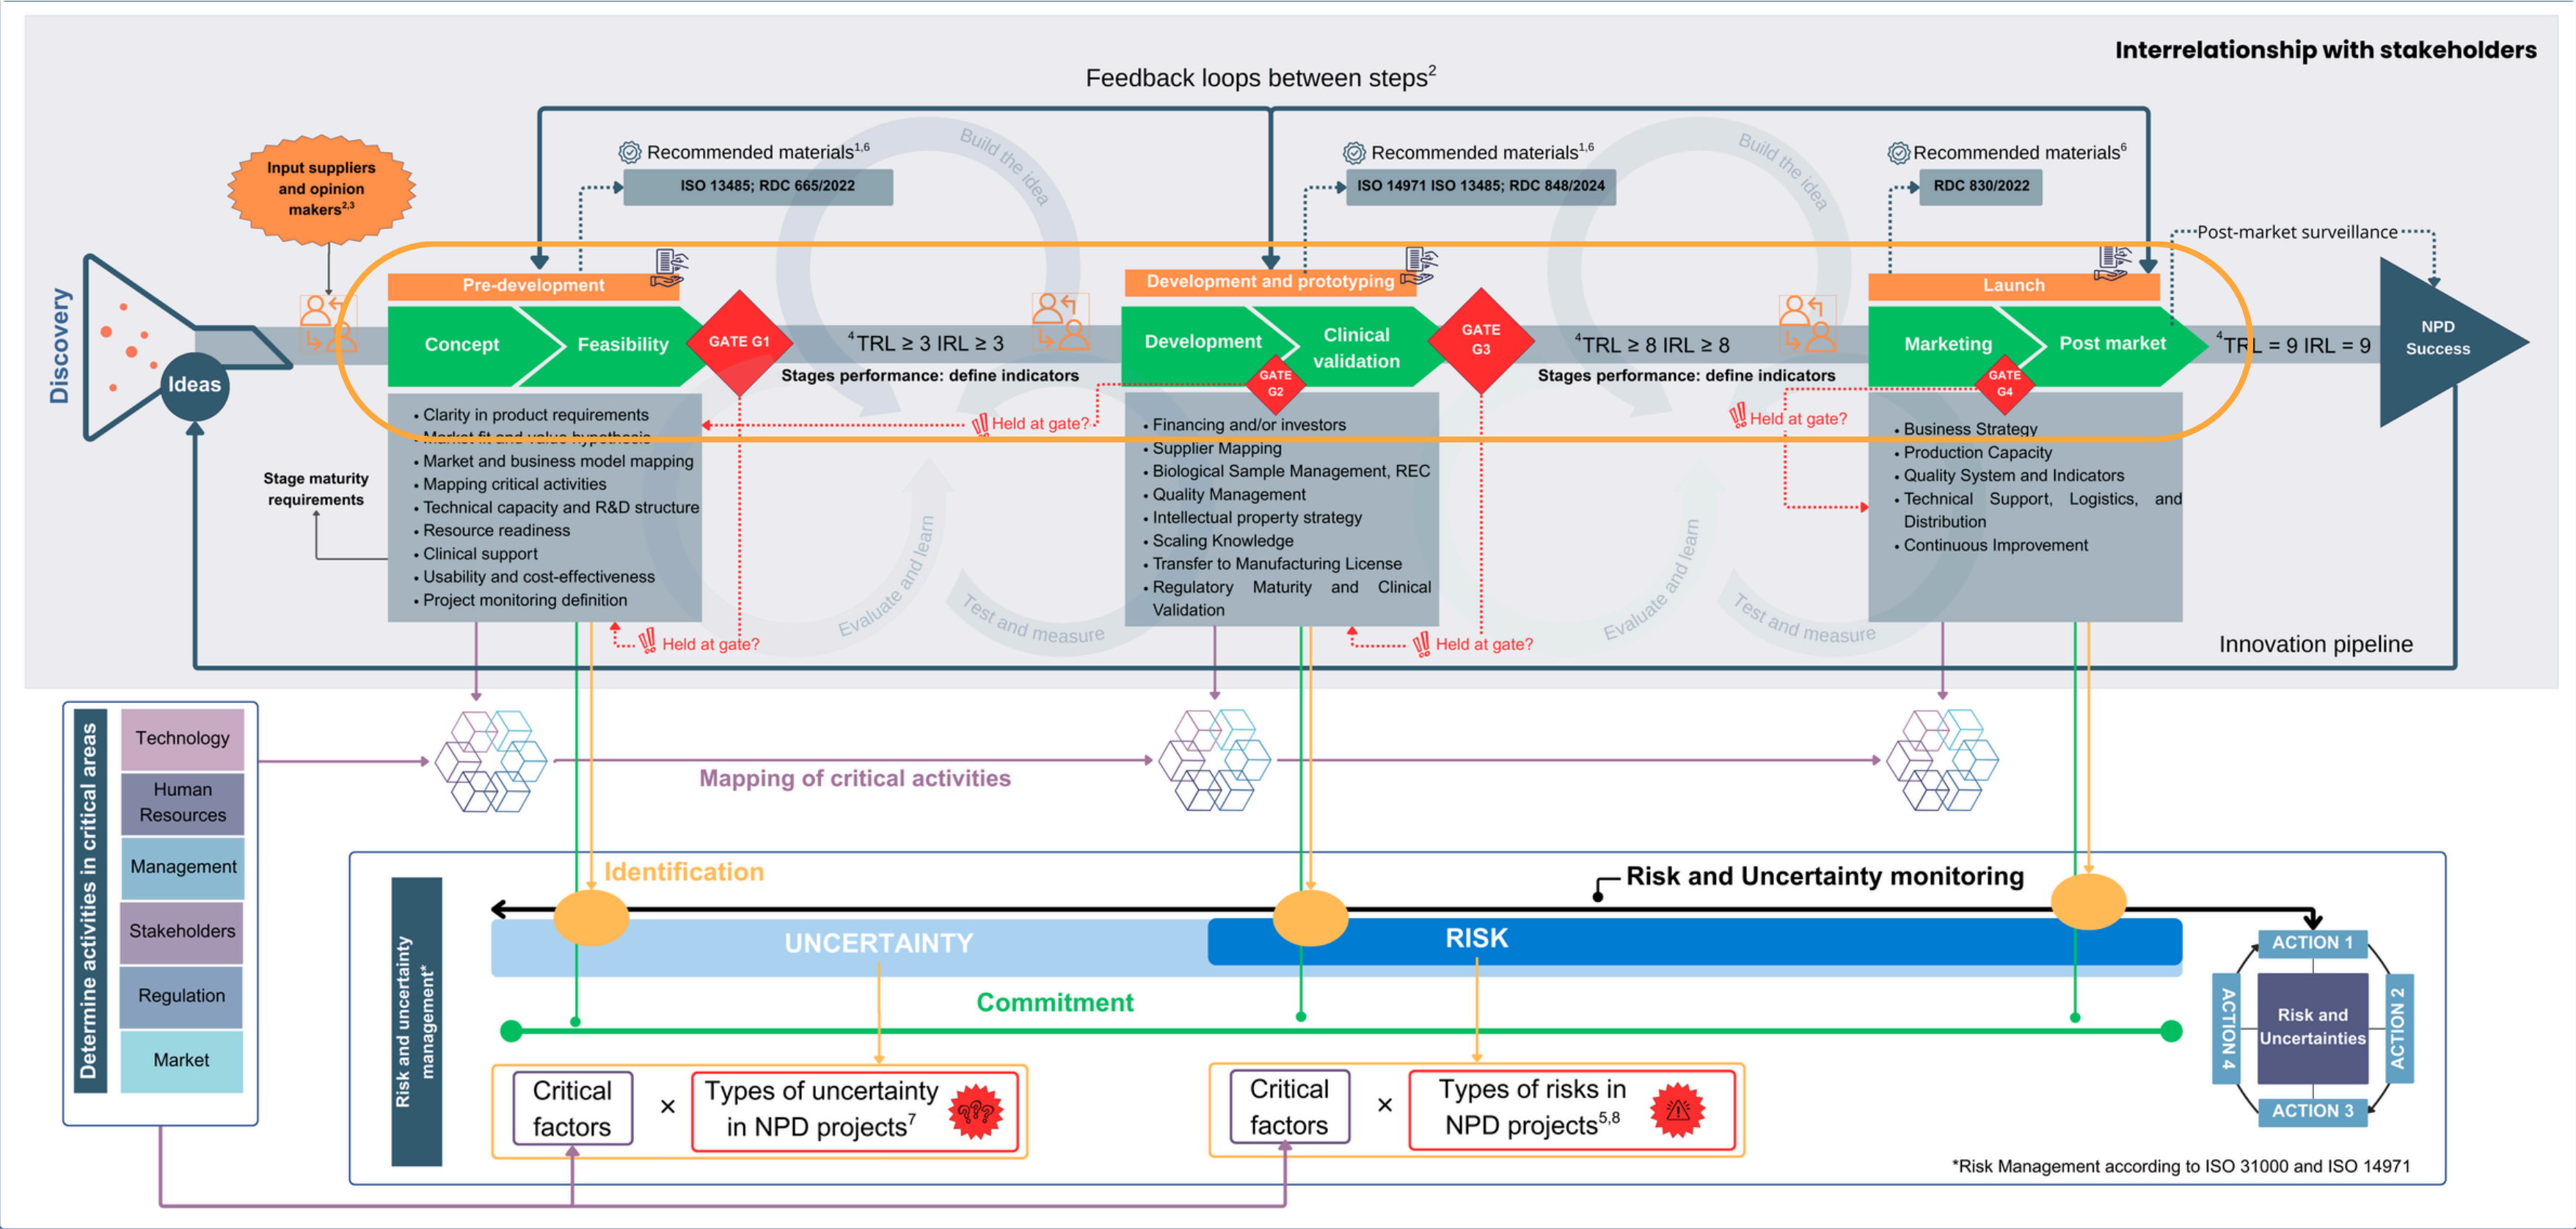 Interrelationship with stakeholders
Feedback loops between steps2
Input suppliers
and opinion
makers2,3
Recommended materials1,6
ISO 13485; RDC 665/2022
Build the idea
Recommended materials1,6
ISO 14971 ISO 13485; RDC 848/2024
Build the idea
Recommended materials6
RDC 830/2022
Post-market surveillance
Discovery
Ideas
Pre-development
Concept
Feasibility
GATE G1
4TRL ≥ 3 IRL ≥ 3
Stages performance: define indicators
Development and prototyping
Development
Clinical
validation
GATE
G2
GATE
G3
4TRL ≥ 8 IRL ≥ 8
Stages performance: define indicators
Launch
Marketing
Post market
GATE
G4
4TRL = 9 IRL = 9
NPD
Success
• Clarity in product requirements
• Market fit and value hypothesis
• Market and business model mapping
• Mapping critical activities
• Technical capacity and R&D structure
• Resource readiness
• Clinical support
• Usability and cost-effectiveness
• Project monitoring definition
Stage maturity
requirements
Held at gate?
Held at gate?
Evaluate and learn
Test and measure
• Financing and/or investors
• Supplier Mapping
• Biological Sample Management, REC
• Quality Management
• Intellectual property strategy
• Scaling Knowledge
• Transfer to Manufacturing License
• Regulatory Maturity and Clinical
Validation
Held at gate?
Held at gate?
Evaluate and learn
Test and measure
• Business Strategy
• Production Capacity
• Quality System and Indicators
• Technical Support, Logistics, and
Distribution
• Continuous Improvement
Innovation pipeline
Determine activities in critical areas
Technology
Human
Resources
Management
Stakeholders
Regulation
Market
Mapping of critical activities
Risk and uncertainty
management*
Identification
Risk and Uncertainty monitoring
UNCERTAINTY
RISK
Commitment
Critical
factors
×
Types of uncertainty
in NPD projects7
???
Critical
factors
×
Types of risks in
NPD projects5,8
ACTION 1
ACTION 2
ACTION 3
ACTION 4
Risk and
Uncertainties
*Risk Management according to ISO 31000 and ISO 14971